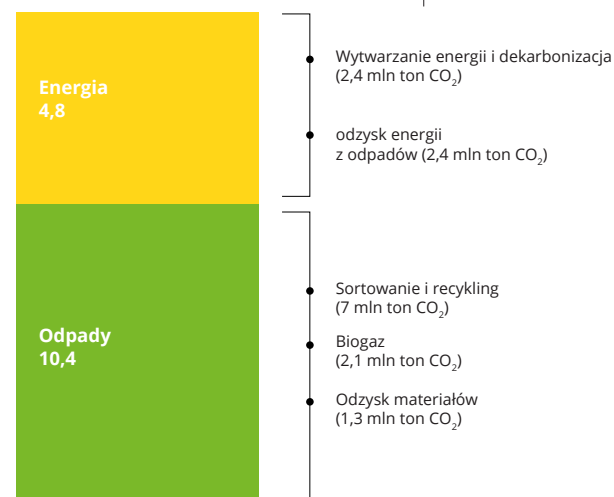 Energia
4,8
Wytwarzanie energii i dekarbonizacja
(2,4 mln ton CO₂)
odzysk energii
z odpadów (2,4 mln ton CO₂)
Odpady
10,4
Sortowanie i recykling
(7 mln ton CO₂)
Biogaz
(2,1 mln ton CO₂)
Odzysk materiałów
(1,3 mln ton CO₂)